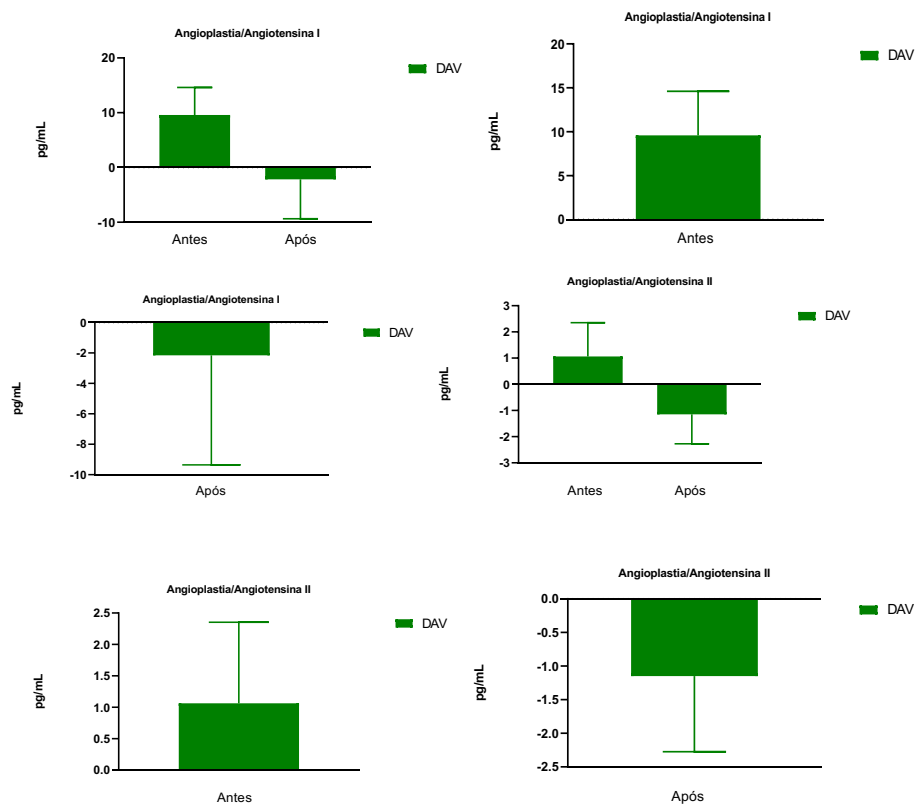 Angioplastia/Angiotensina I
20
10
0
-10
pg/mL
Antes
Após
DAV
Angioplastia/Angiotensina I
20
15
10
5
0
pg/mL
Antes
DAV
Angioplastia/Angiotensina I
0
-2
-4
-6
-8
-10
pg/mL
Após
DAV
Angioplastia/Angiotensina II
3
2
1
0
-1
-2
-3
pg/mL
Antes
Após
DAV
Angioplastia/Angiotensina II
2.5
2.0
1.5
1.0
0.5
0.0
pg/mL
Antes
DAV
Angioplastia/Angiotensina II
0.0
-0.5
-1.0
-1.5
-2.0
-2.5
pg/mL
Após
DAV